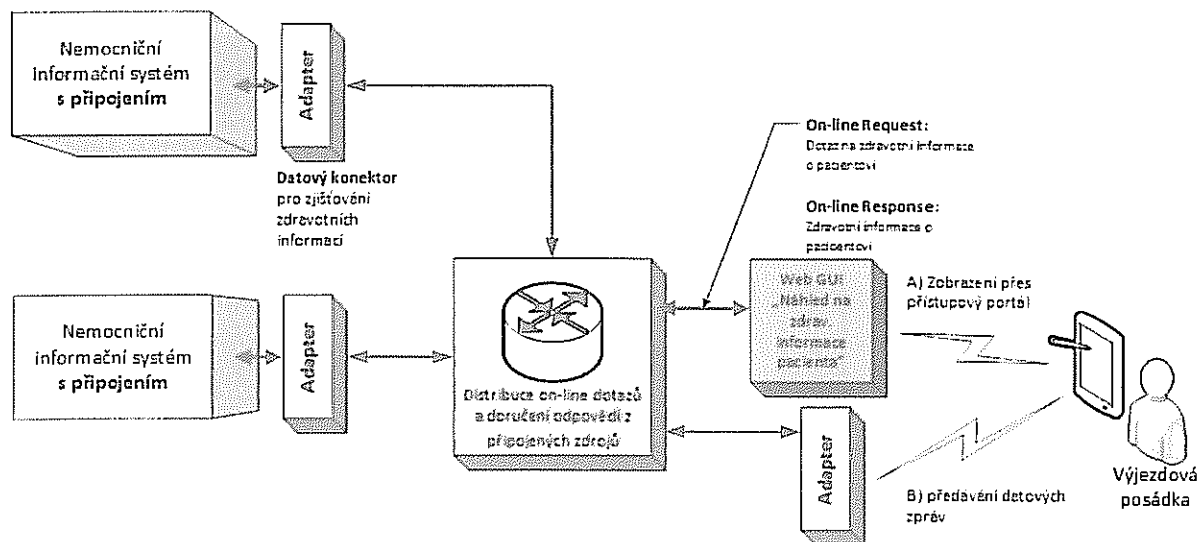 Nemocniční
informační systém
s připojením
Adapter
Datový konektor
pro zjišťování
zdravotních
informací
On-line Request:
Dotaz na zdravotní informace
o pacientovi
On-line Response:
Zdravotní informace o
pacientovi
Nemocniční
informační systém
s připojením
Adapter
Distribuce on-line dotazů
a doručení odpovědí z
připojených zdrojů
Web GUI
„Náhled na
zdrav.
informace
pacienta“
A) Zobrazení přes
přístupový portál
Adapter
B) předávání datových
zpráv
Výjezdová
posádka